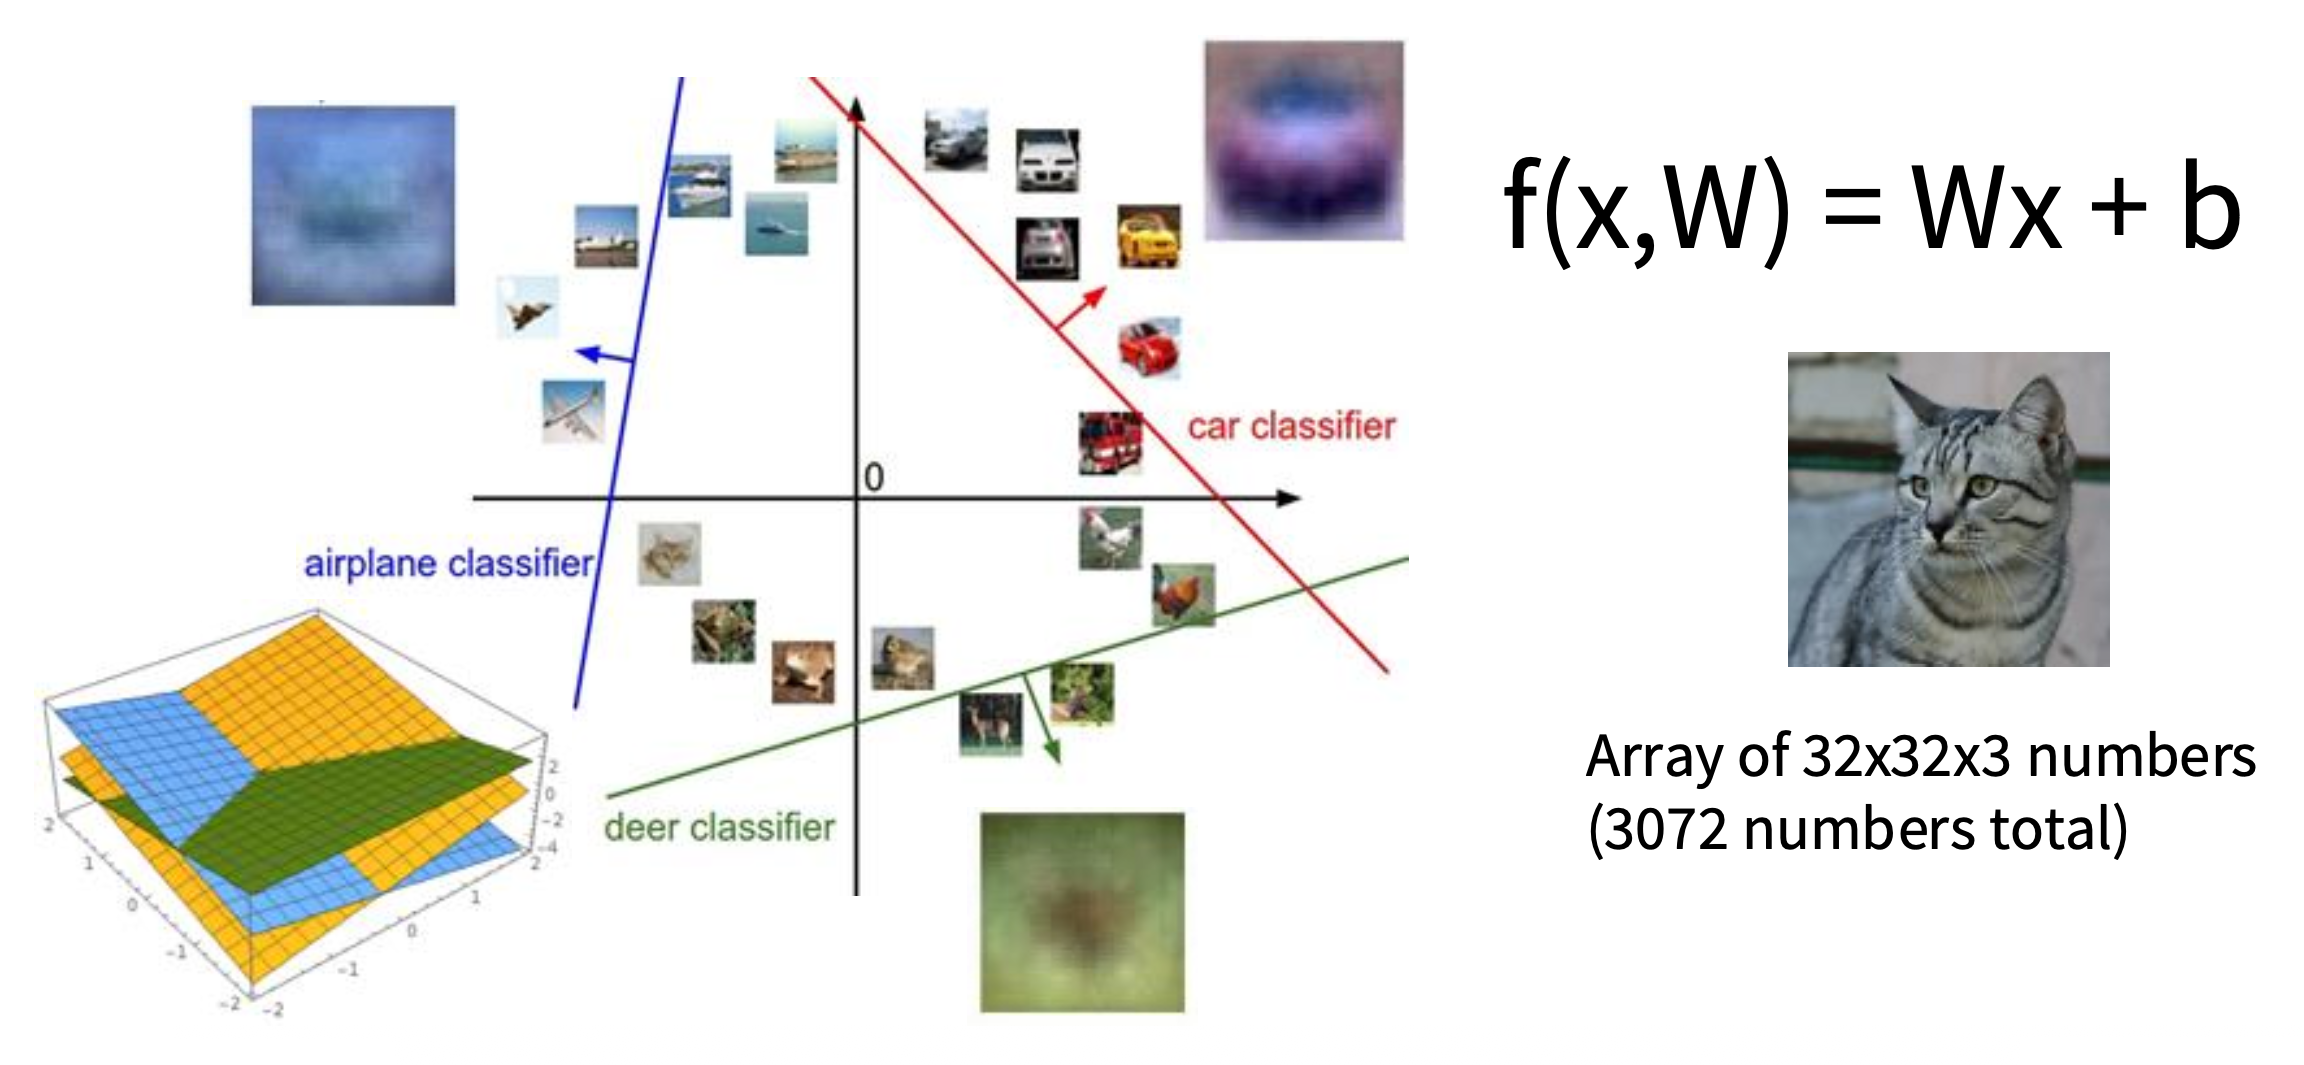 f(x,W) = Wx + b
car classifier
0
airplane classifier
deer classifier
2
1
0
-1
-2
-2
-1
0
1
2
2
0
-2
-4
Array of 32x32x3 numbers
(3072 numbers total)